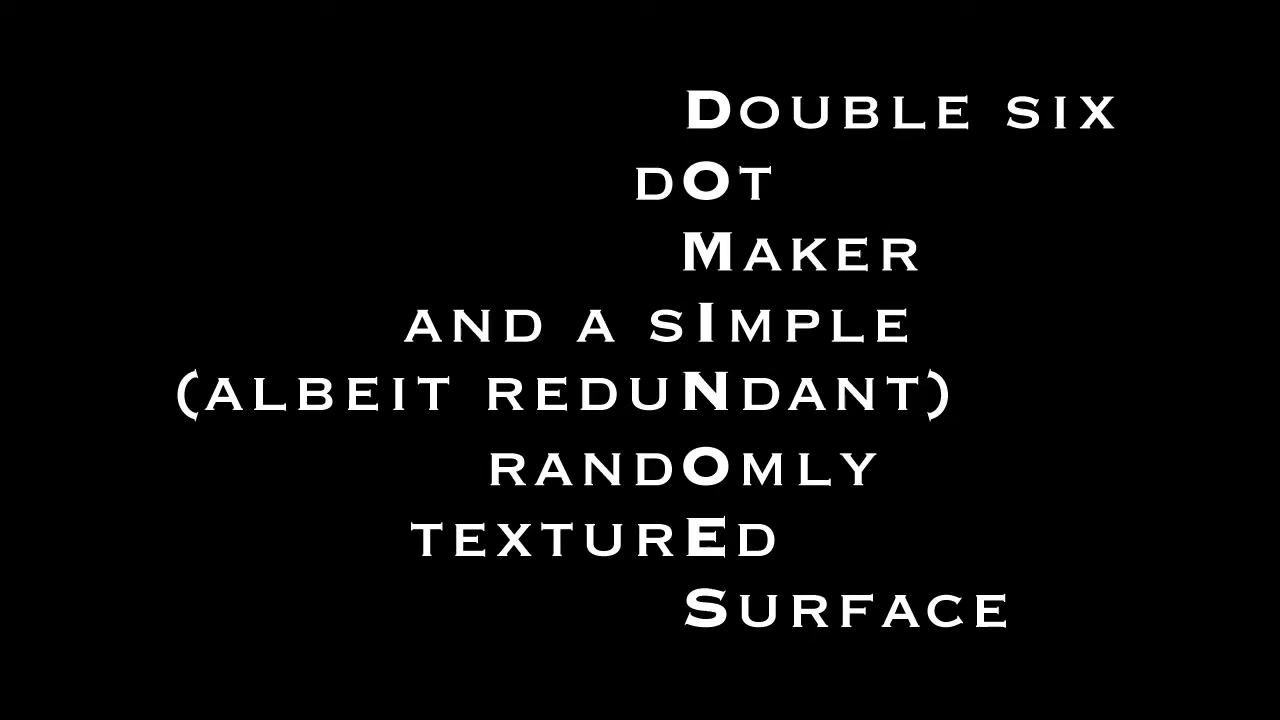 Double six
dOt
Maker
and a sImple
(albeit reduNdant)
randOmly
texturEd
Surface